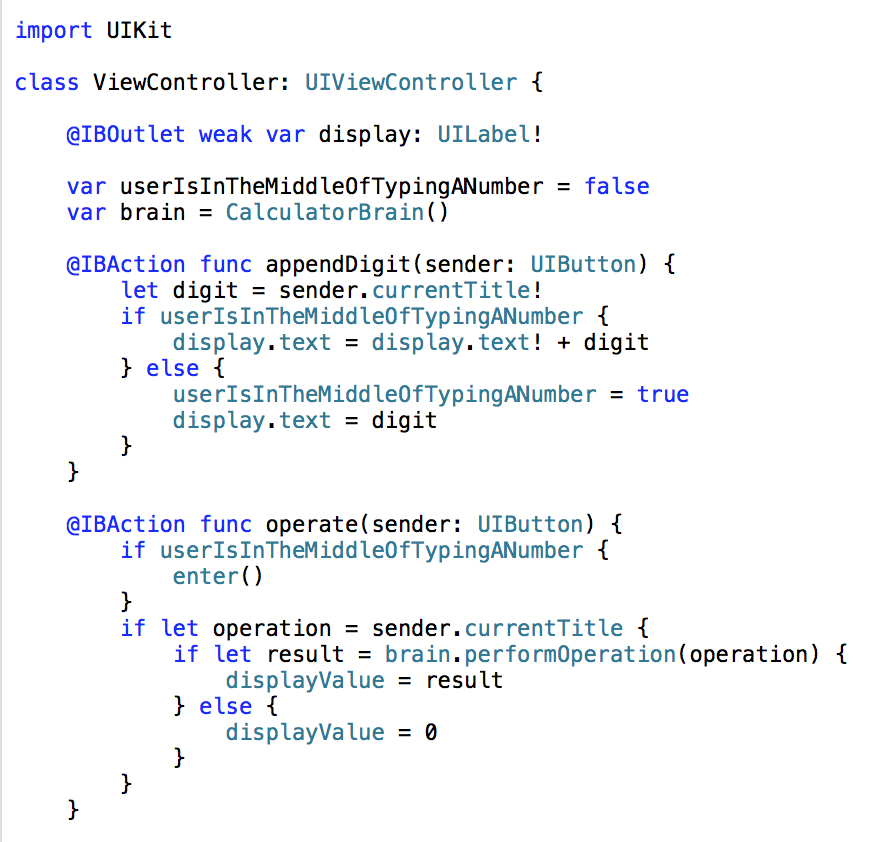 import UIKit
class ViewController: UIViewController {
@IBOutlet weak var display: UILabel!
var userIsInTheMiddleOfTypingANumber = false
var brain = CalculatorBrain()
@IBAction func appendDigit(sender: UIButton) {
let digit = sender.currentTitle!
if userIsInTheMiddleOfTypingANumber {
display.text = display.text! + digit
} else {
userIsInTheMiddleOfTypingANumber = true
display.text = digit
}
}
@IBAction func operate(sender: UIButton) {
if userIsInTheMiddleOfTypingANumber {
enter()
}
if let operation = sender.currentTitle {
if let result = brain.performOperation(operation) {
displayValue = result
} else {
displayValue = 0
}
}
}